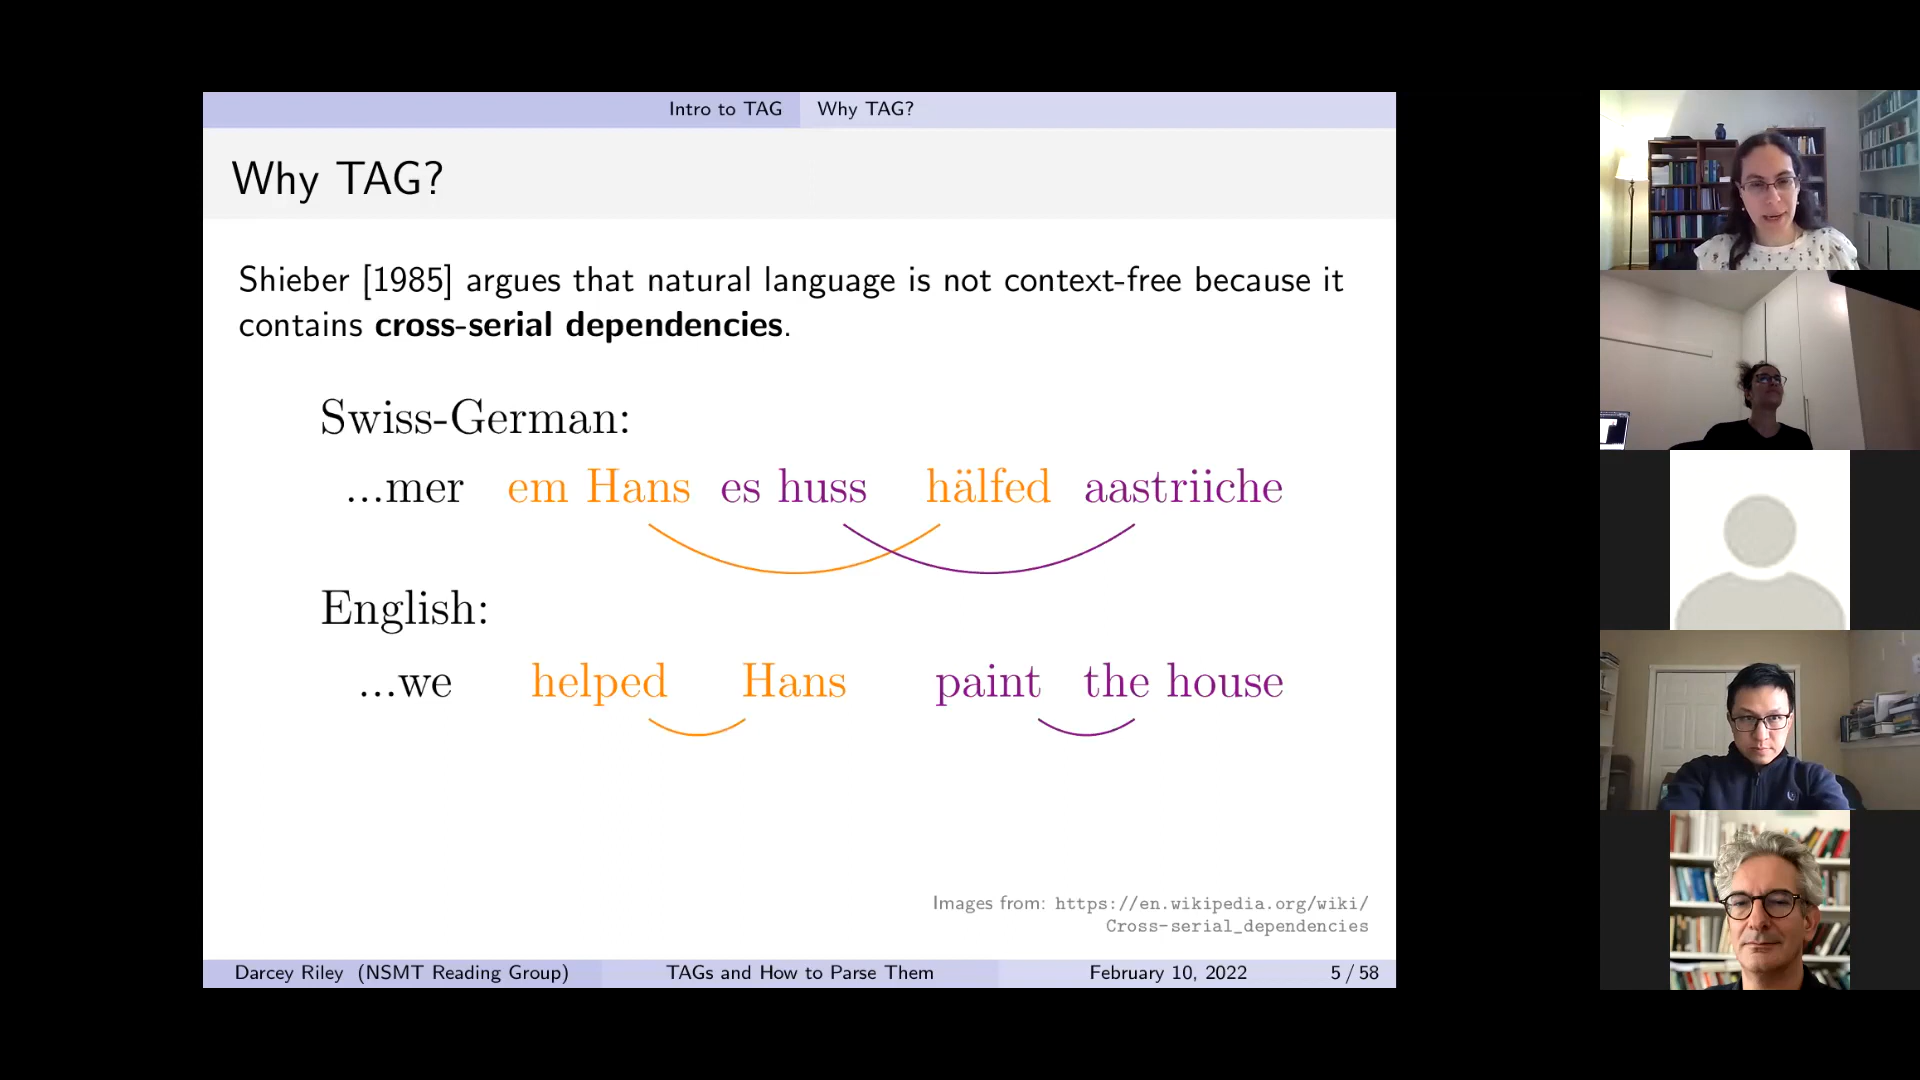 Intro to TAG Why TAG?
Why TAG?
Shieber [1985] argues that natural language is not context-free because it
contains cross-serial dependencies.
Swiss-German:
...mer em Hans es huss hälfed aastriiche
English:
...we helped Hans paint the house
Images from: https://en.wikipedia.org/wiki/
Cross-serial_dependencies
Darcey Riley (NSMT Reading Group) TAGs and How to Parse Them February 10, 2022 5 / 58